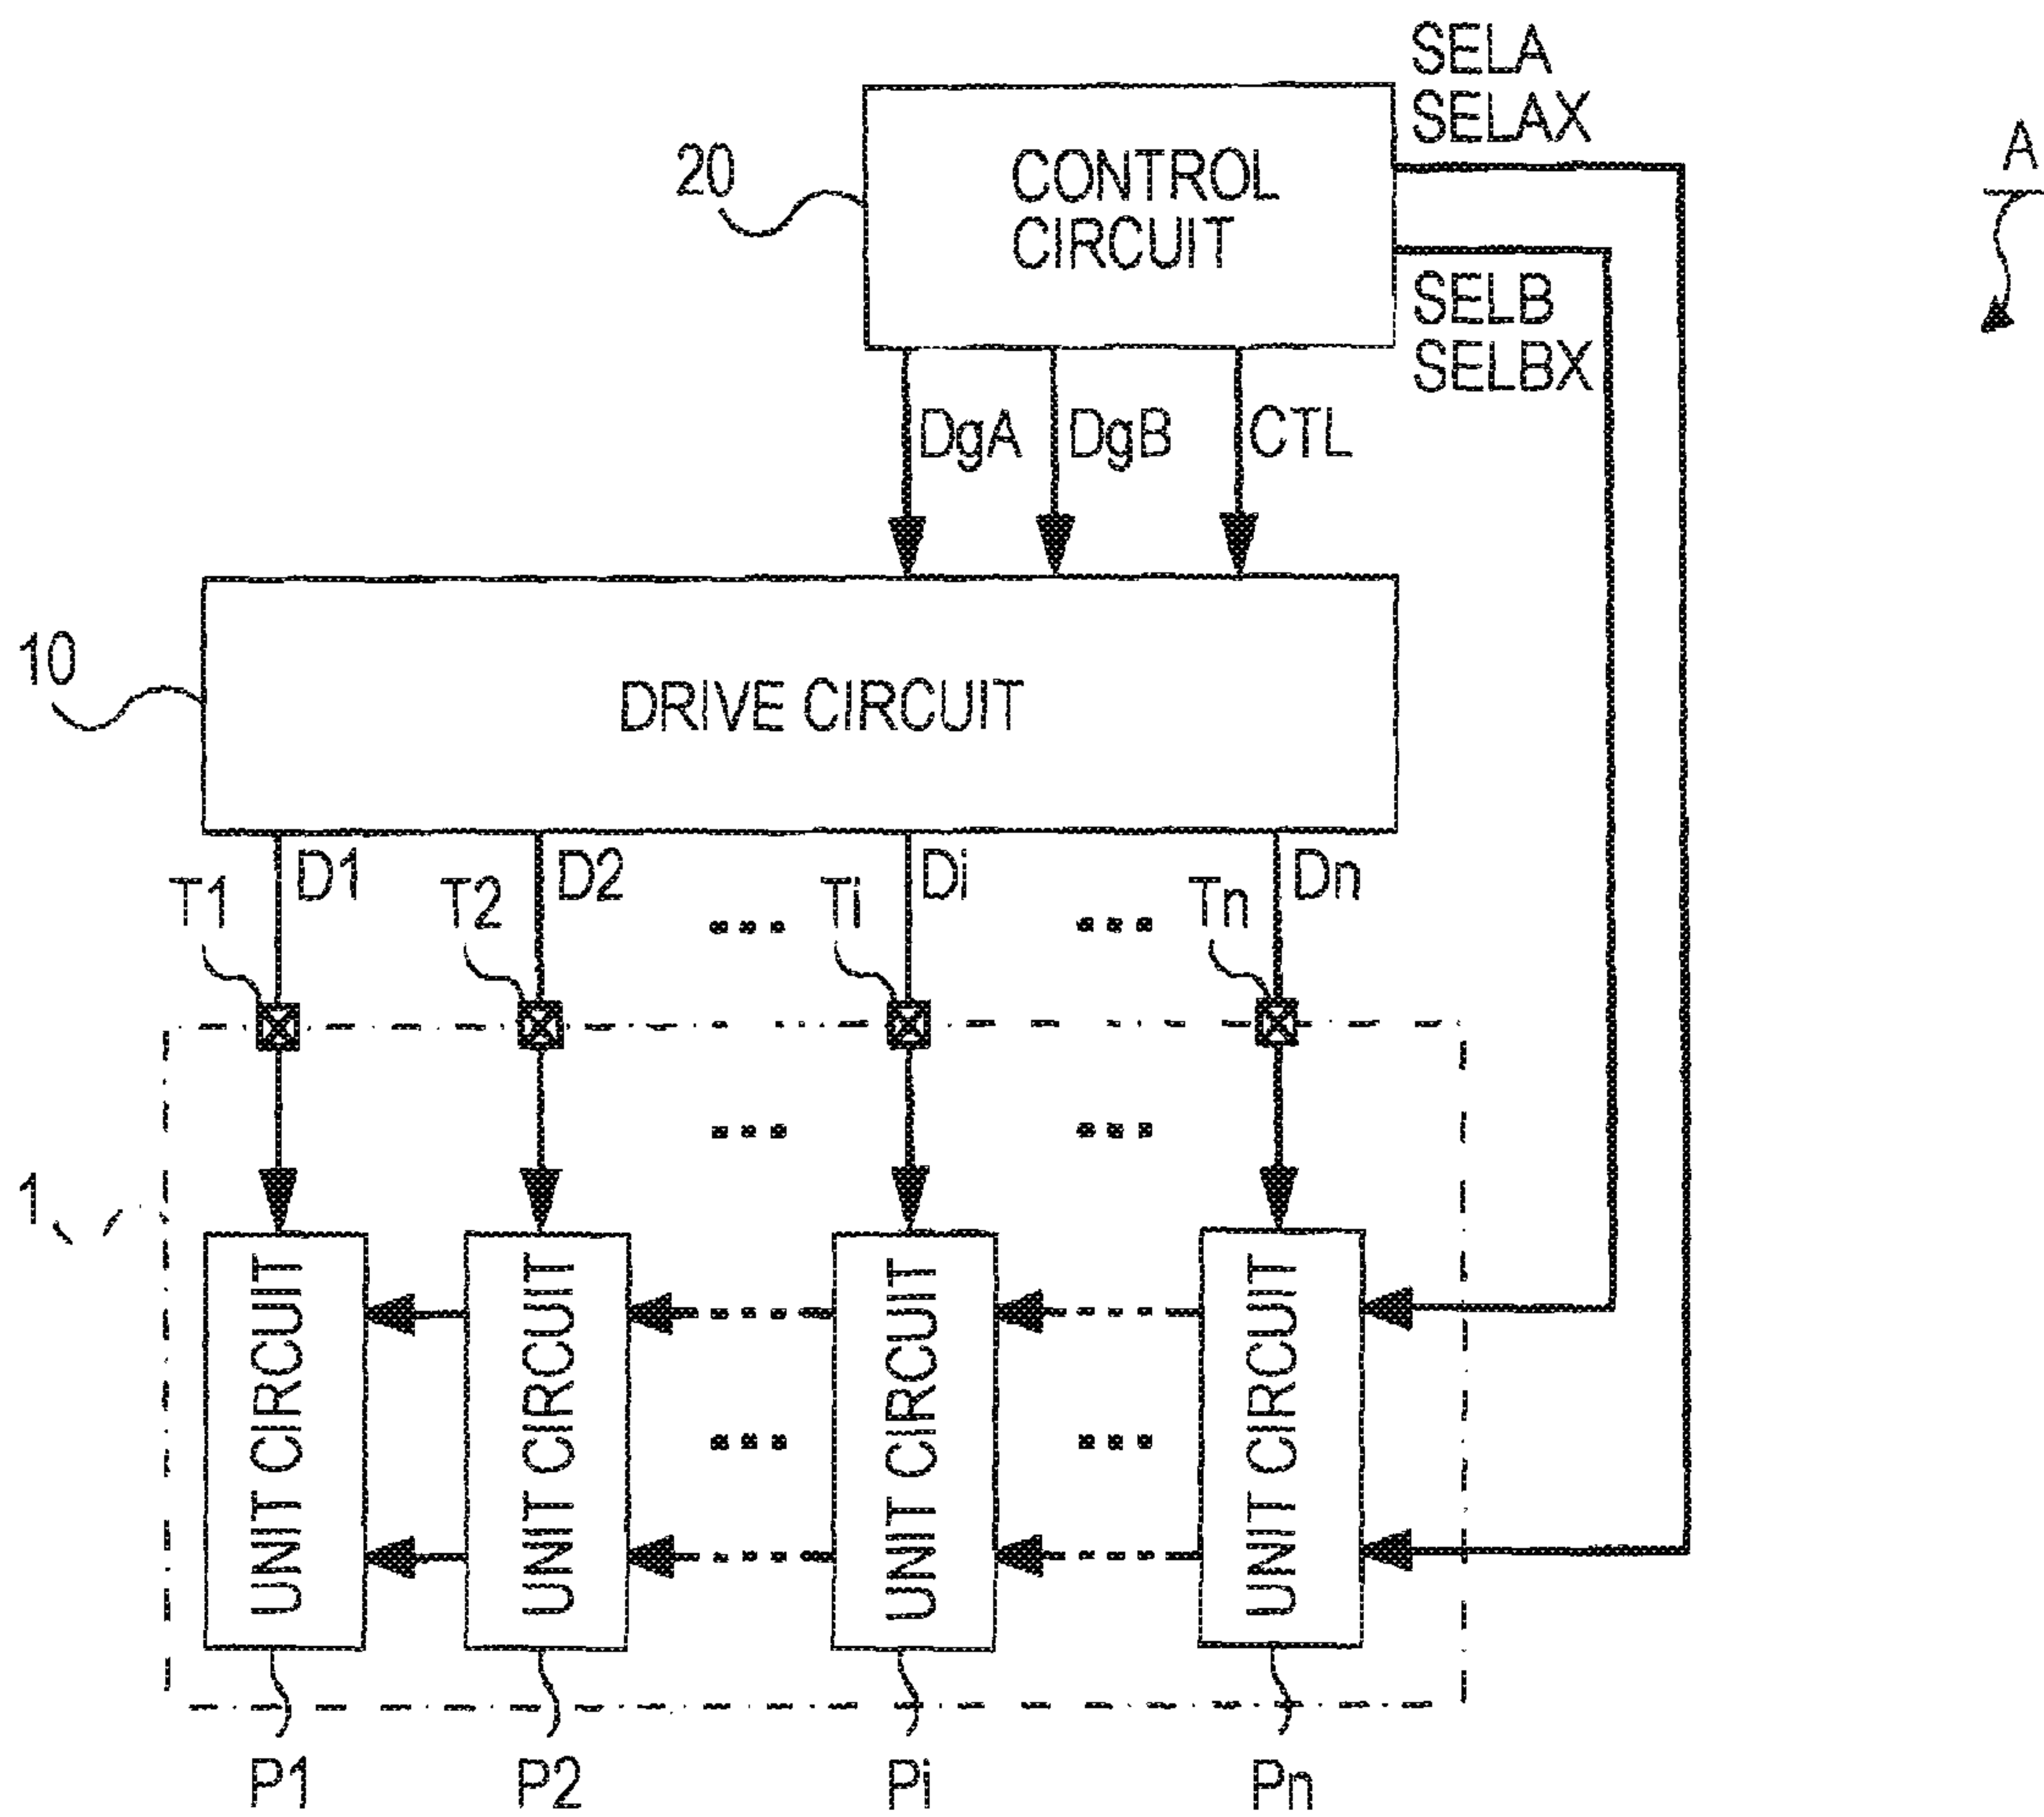 SELA
SELAX
A
20
CONTROL
CIRCUIT
SELB
SELBX
DgA
DgB
CTL
10
DRIVE CIRCUIT
T1
D1
T2
D2
...
Ti
Di
...
Tn
Dn
...
...
1
UNIT CIRCUIT
UNIT CIRCUIT
...
UNIT CIRCUIT
...
UNIT CIRCUIT
P1
P2
Pi
Pn